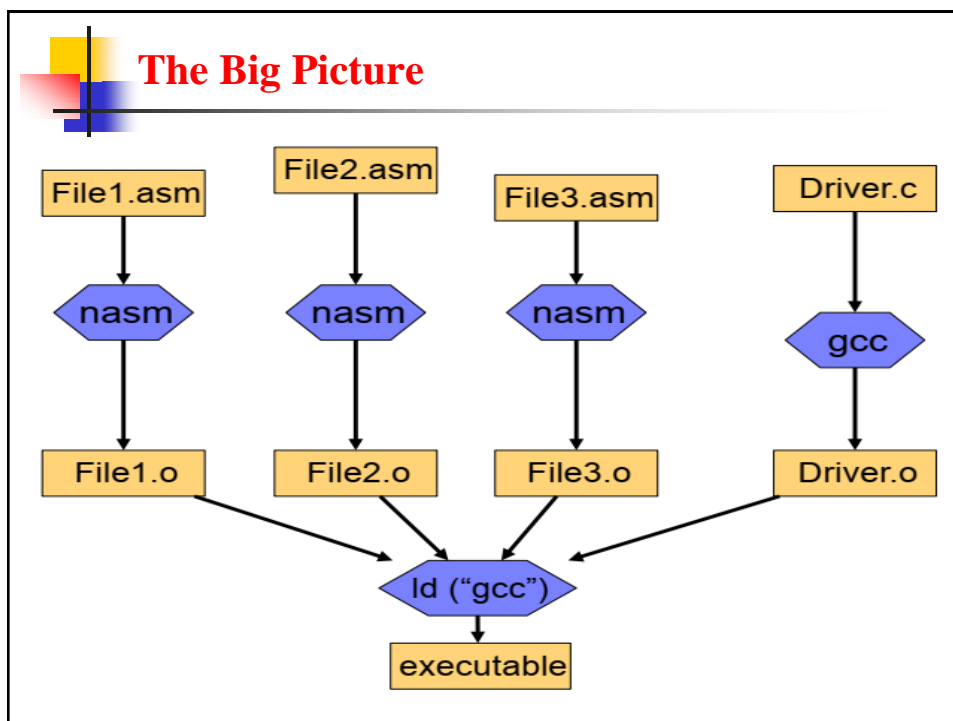 The Big Picture
File1.asm
File2.asm
File3.asm
Driver.c
nasm
nasm
nasm
gcc
File1.o
File2.o
File3.o
Driver.o
ld (“gcc”)
executable